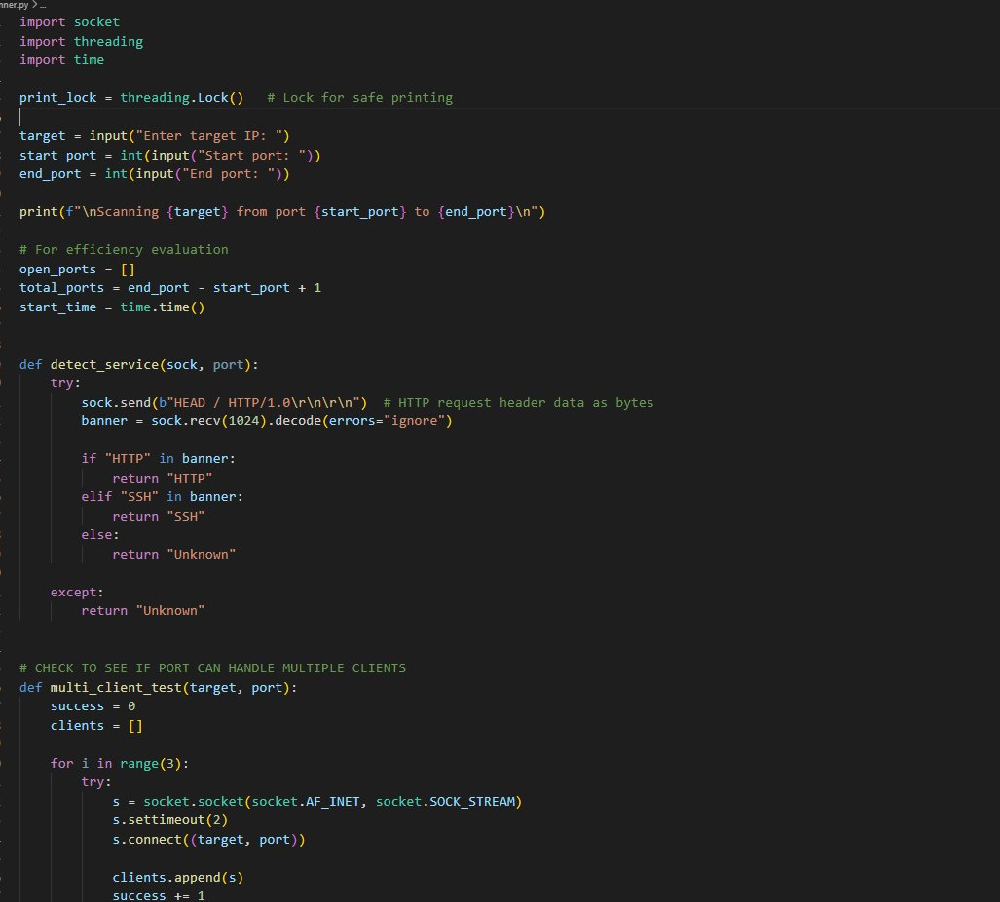 nner.py > ...
import socket
import threading
import time
print_lock = threading.Lock()   # Lock for safe printing
target = input("Enter target IP: ")
start_port = int(input("Start port: "))
end_port = int(input("End port: "))
print(f"\nScanning {target} from port {start_port} to {end_port}\n")
# For efficiency evaluation
open_ports = []
total_ports = end_port - start_port + 1
start_time = time.time()
def detect_service(sock, port):
    try:
        sock.send(b"HEAD / HTTP/1.0\r\n\r\n")  # HTTP request header data as bytes
        banner = sock.recv(1024).decode(errors="ignore")
        if "HTTP" in banner:
            return "HTTP"
        elif "SSH" in banner:
            return "SSH"
        else:
            return "Unknown"
    except:
        return "Unknown"
# CHECK TO SEE IF PORT CAN HANDLE MULTIPLE CLIENTS
def multi_client_test(target, port):
    success = 0
    clients = []
    for i in range(3):
        try:
            s = socket.socket(socket.AF_INET, socket.SOCK_STREAM)
            s.settimeout(2)
            s.connect((target, port))
            clients.append(s)
            success += 1